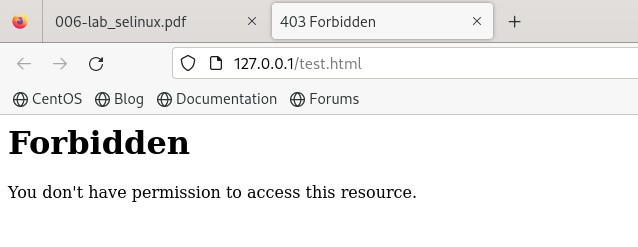 006-lab_selinux.pdf
403 Forbidden
127.0.0.1/test.html
CentOS Blog Documentation Forums
Forbidden
You don't have permission to access this resource.